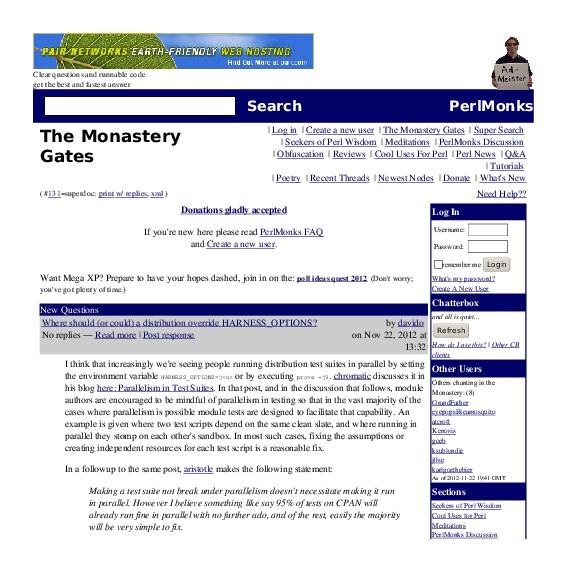 PAIR NETWORKS EARTH-FRIENDLY WEB HOSTING
Find Out More at pair.com
Ad-
Meister
Clear questions and runnable code
get the best and fastest answer
Search
PerlMonks
The Monastery
Gates
| Log in | Create a new user | The Monastery Gates | Super Search
| Seekers of Perl Wisdom | Meditations | PerlMonks Discussion
| Obfuscation | Reviews | Cool Uses For Perl | Perl News | Q&A
| Tutorials
| Poetry | Recent Threads | Newest Nodes | Donate | What's New
( #131=superdoc: print w/ replies, xml )
Need Help??
Donations gladly accepted
If you're new here please read PerlMonks FAQ
and Create a new user.
Want Mega XP? Prepare to have your hopes dashed, join in on the: poll ideas quest 2012 (Don't worry;
you've got plenty of time.)
New Questions
Where should (or could) a distribution override HARNESS_OPTIONS?
No replies — Read more | Post response
by davido
on Nov 22, 2012 at
13:32
I think that increasingly we're seeing people running distribution test suites in parallel by setting
the environment variable HARNESS_OPTIONS=j<n> or by executing prove -j9. chromatic discusses it in
his blog here: Parallelism in Test Suites. In that post, and in the discussion that follows, module
authors are encouraged to be mindful of parallelism in testing so that in the vast majority of the
cases where parallelism is possible module tests are designed to facilitate that capability. An
example is given where two test scripts depend on the same clean slate, and where running in
parallel they stomp on each other's sandbox. In most such cases, fixing the assumptions or
creating independent resources for each test script is a reasonable fix.
In a followup to the same post, aristotle makes the following statement:
Making a test suite not break under parallelism doesn't necessitate making it run
in parallel. However I believe something like 95% of tests on CPAN will
already run fine in parallel with no further ado, and of the rest, easily the majority
will be very simple to fix.
Log In
Username:
Password:
remember me
Login
What's my password?
Create A New User
Chatterbox
and all is quiet...
Refresh
How do I use this? | Other CB
clients
Other Users
Others chanting in the
Monastery: (8)
GrandFather
eyepopslikeamosquito
atcroft
Kenosis
goeb
ksublondie
j0se
karlgoethebier
As of 2012-11-22 19:41 GMT
Sections
Seekers of Perl Wisdom
Cool Uses for Perl
Meditations
PerlMonks Discussion